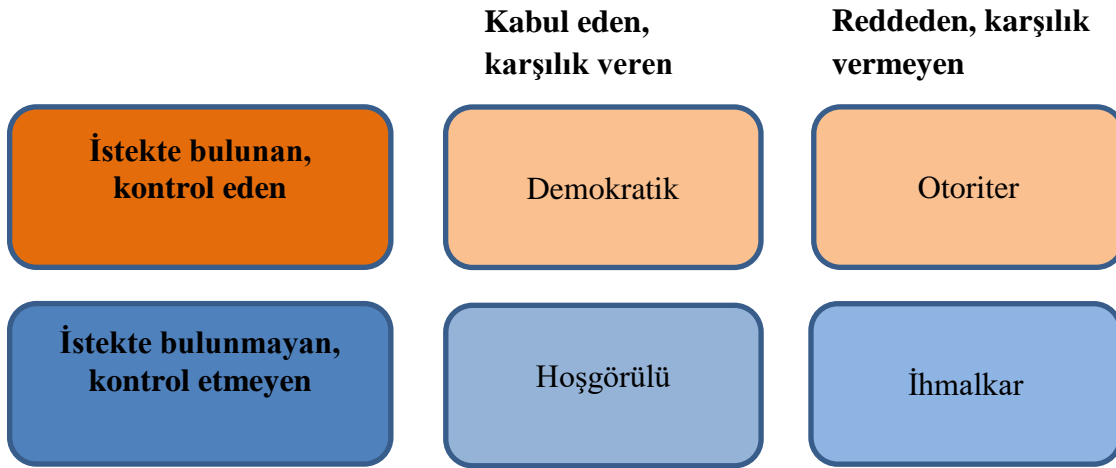 Kabul eden,
karşılık veren
Reddeden, karşılık
vermeyen
İstekte bulunan,
kontrol eden
Demokratik
Otoriter
İstekte bulunmayan,
kontrol etmeyen
Hoşgörülü
İhmalkar